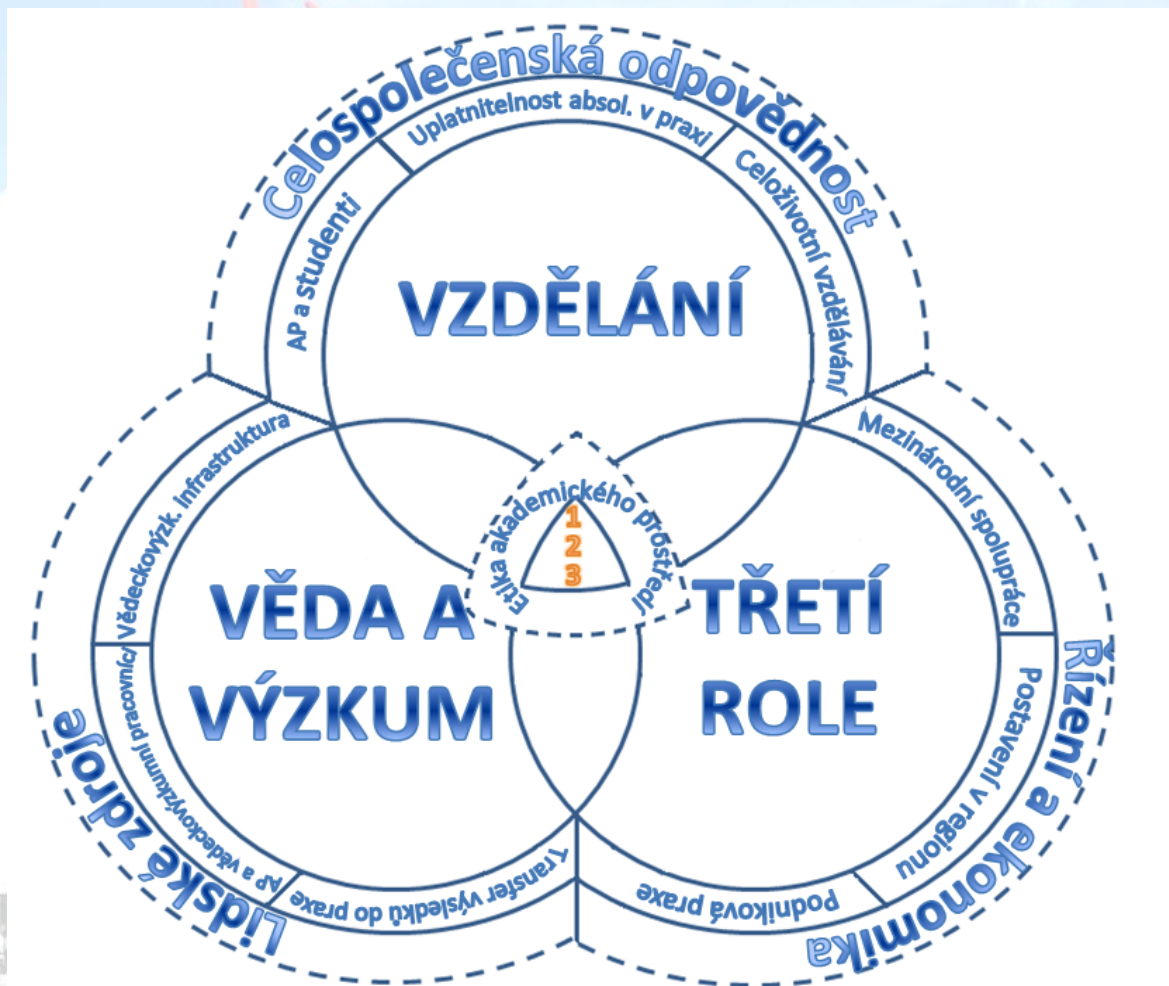 Celospolečenská odpovědnost
Uplatnitelnost absol. v praxi
AP a studenti
Celoživotní vzdělávání
VZDĚLÁNÍ
Vědeckovýzk. infrastruktura
Mezinárodní spolupráce
Etika akademického prostředí
1
2
3
VĚDA A
VÝZKUM
TŘETÍ
ROLE
AP a vědeckovýzkumní pracovníci
Postavení v regionu
Transfer výsledků do praxe
Podniková praxe
Lidské zdroje
Řízení a ekonomika